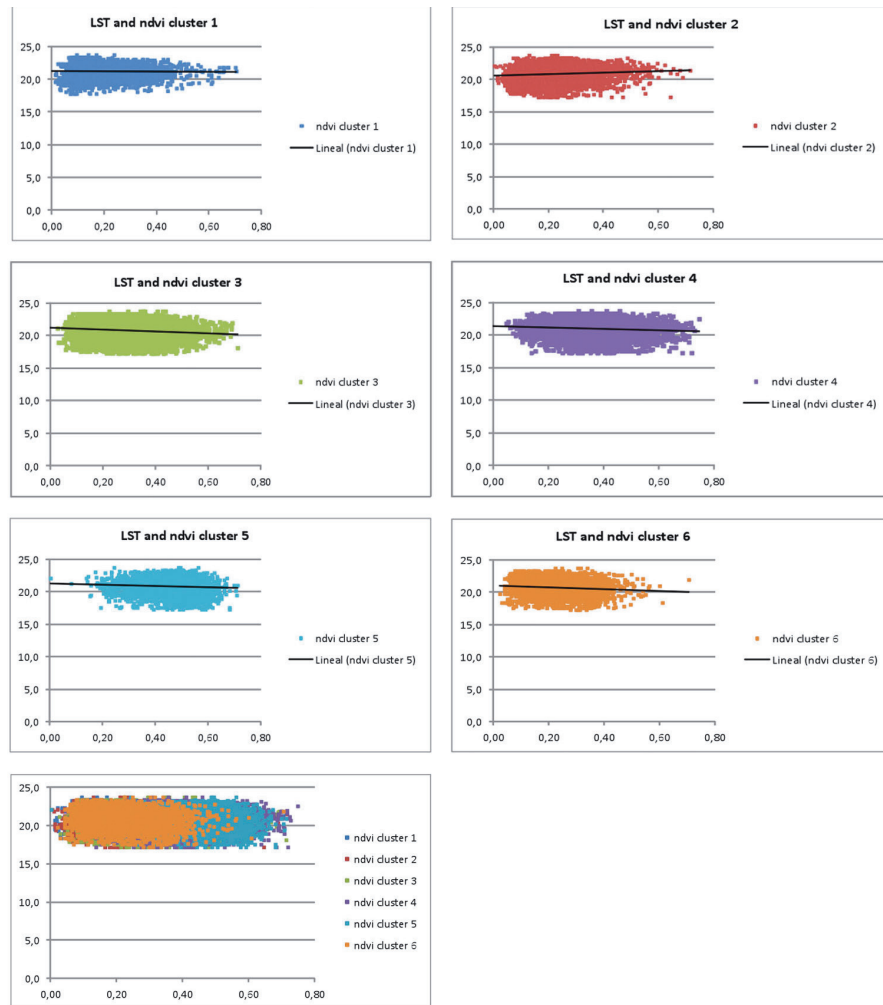 LST and ndvi cluster 1
25,0
20,0
15,0
10,0
5,0
0,0
0,00 0,20 0,40 0,60 0,80
ndvi cluster 1
Lineal (ndvi cluster 1)
LST and ndvi cluster 2
25,0
20,0
15,0
10,0
5,0
0,0
0,00 0,20 0,40 0,60 0,80
ndvi cluster 2
Lineal (ndvi cluster 2)
LST and ndvi cluster 3
25,0
20,0
15,0
10,0
5,0
0,0
0,00 0,20 0,40 0,60 0,80
ndvi cluster 3
Lineal (ndvi cluster 3)
LST and ndvi cluster 4
25,0
20,0
15,0
10,0
5,0
0,0
0,00 0,20 0,40 0,60 0,80
ndvi cluster 4
Lineal (ndvi cluster 4)
LST and ndvi cluster 5
25,0
20,0
15,0
10,0
5,0
0,0
0,00 0,20 0,40 0,60 0,80
ndvi cluster 5
Lineal (ndvi cluster 5)
LST and ndvi cluster 6
25,0
20,0
15,0
10,0
5,0
0,0
0,00 0,20 0,40 0,60 0,80
ndvi cluster 6
Lineal (ndvi cluster 6)
25,0
20,0
15,0
10,0
5,0
0,0
0,00 0,20 0,40 0,60 0,80
ndvi cluster 1
ndvi cluster 2
ndvi cluster 3
ndvi cluster 4
ndvi cluster 5
ndvi cluster 6